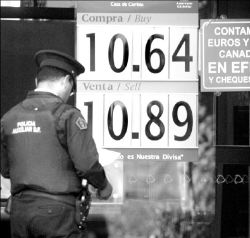 Casa de Cambio
Compra / Buy
10.64
Venta / Sell
10.89
o es Nuestra Divisa"
CONTAM
EUROS Y
CANAD
EN EF
Y CHEQUE
POLICIA
AUXILIAR D.F.